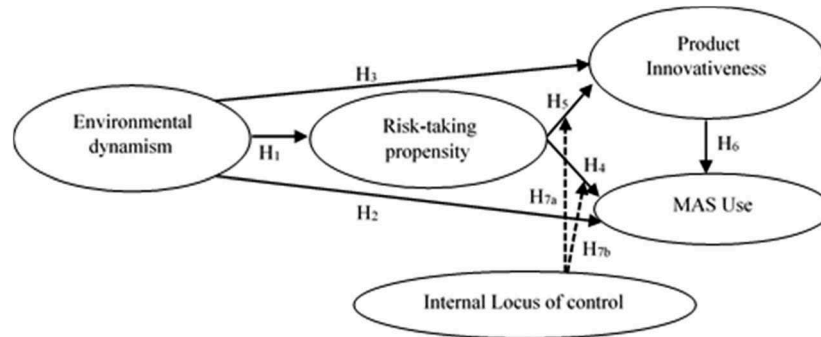 Product
Innovativeness
H3
H5
Environmental
dynamism
Risk-taking
propensity
H1
H6
H4
H7a
MAS Use
H2
H7b
Internal Locus of control